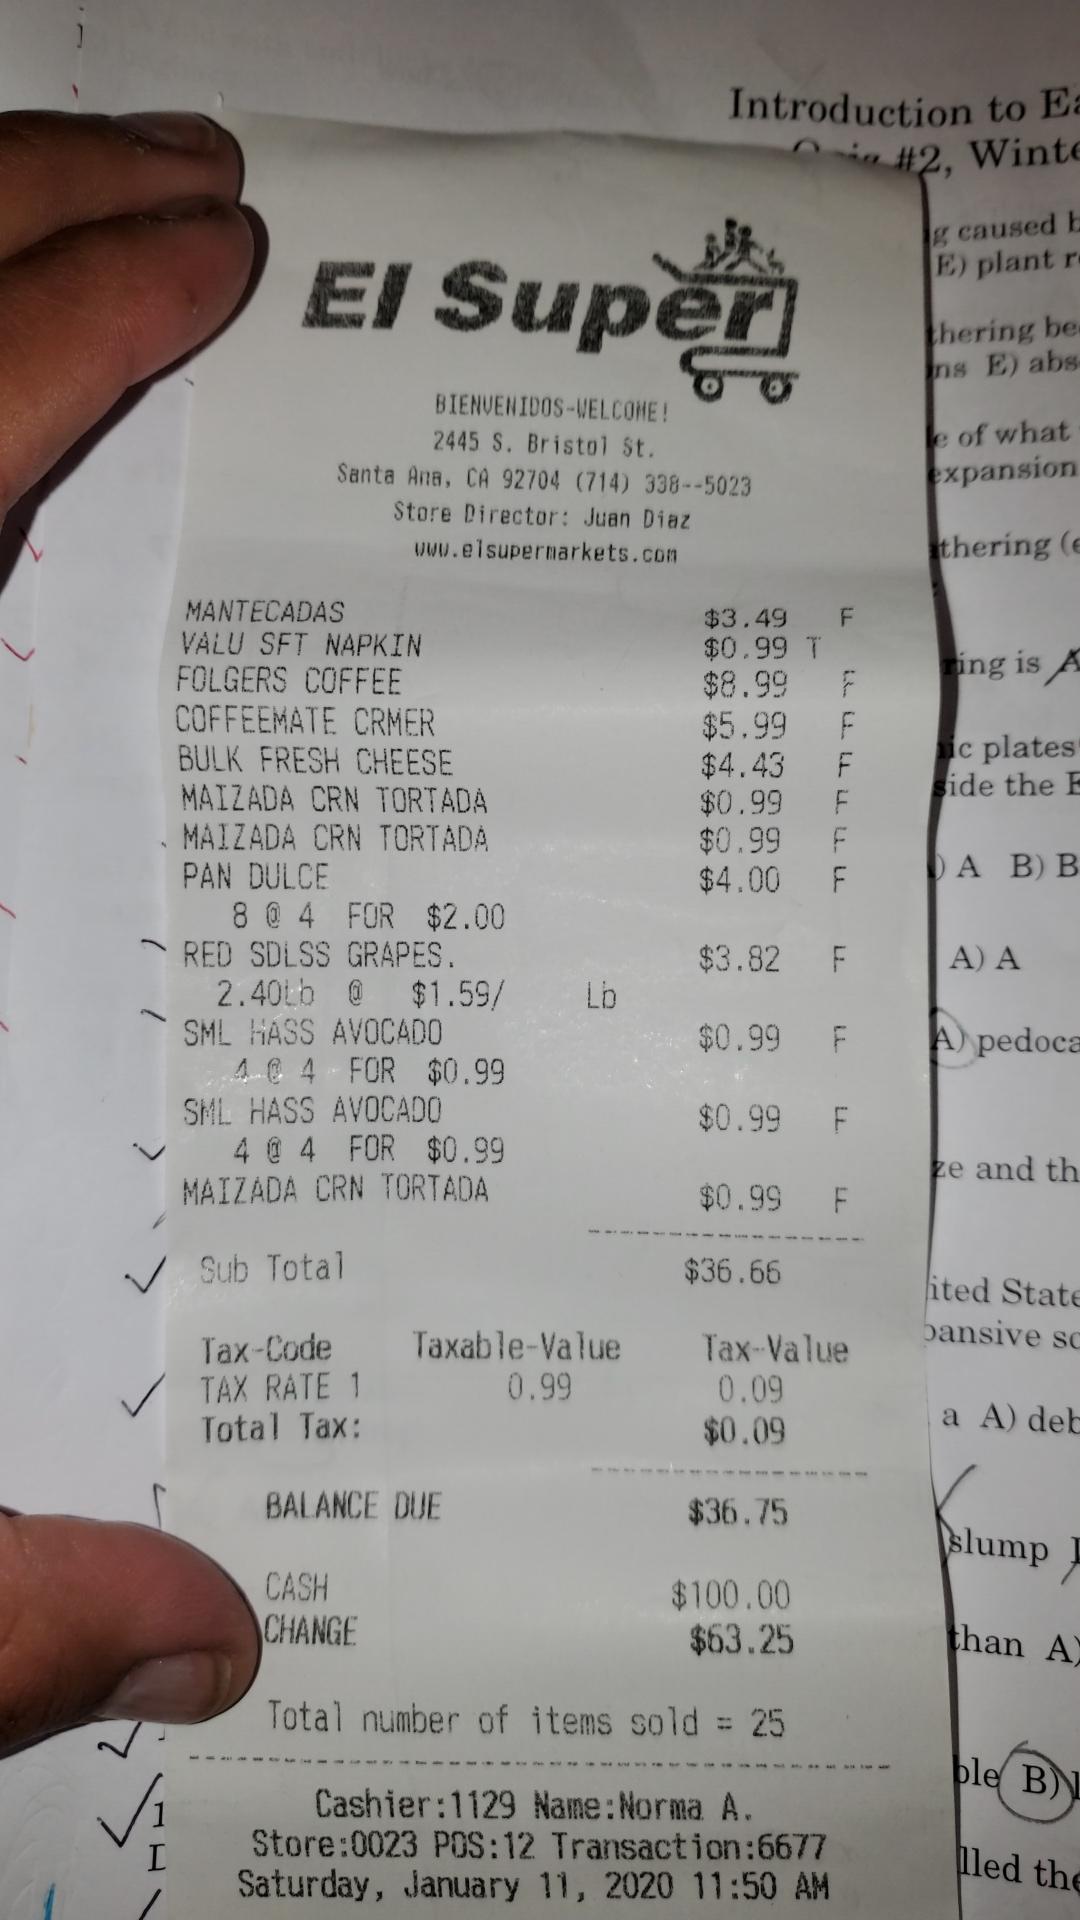 Introduction to Ea
#2, Winte
El Super
BIENVENIDOS-WELCOME!
2445 S. Bristol St.
Santa Ana, CA 92704 (714) 338--5023
Store Director: Juan Diaz
www.elsupermarkets.com
MANTECADAS $3.49 F
VALU SFT NAPKIN $0.99 T
FOLGERS COFFEE $8.99 F
COFFEEMATE CRMER $5.99 F
BULK FRESH CHEESE $4.43 F
MAIZADA CRN TORTADA $0.99 F
MAIZADA CRN TORTADA $0.99 F
PAN DULCE $4.00 F
8 @ 4 FOR $2.00
RED SDLSS GRAPES. $3.82 F
2.40Lb @ $1.59/ Lb
SML HASS AVOCADO $0.99 F
4 @ 4 FOR $0.99
SML HASS AVOCADO $0.99 F
4 @ 4 FOR $0.99
MAIZADA CRN TORTADA $0.99 F
Sub Total $36.66
Tax-Code Taxable-Value Tax-Value
TAX RATE 1 0.99 0.09
Total Tax: $0.09
BALANCE DUE $36.75
CASH $100.00
CHANGE $63.25
Total number of items sold = 25
Cashier:1129 Name:Norma A.
Store:0023 POS:12 Transaction:6677
Saturday, January 11, 2020 11:50 AM
g caused b
E) plant r
thering be
ns E) abs
e of what
expansion
thering (e
ring is A
ic plates
side the E
) A B) B
A) A
A) pedoca
ze and th
ited State
pansive so
a A) deb
slump
than A)
ble B)
lled the